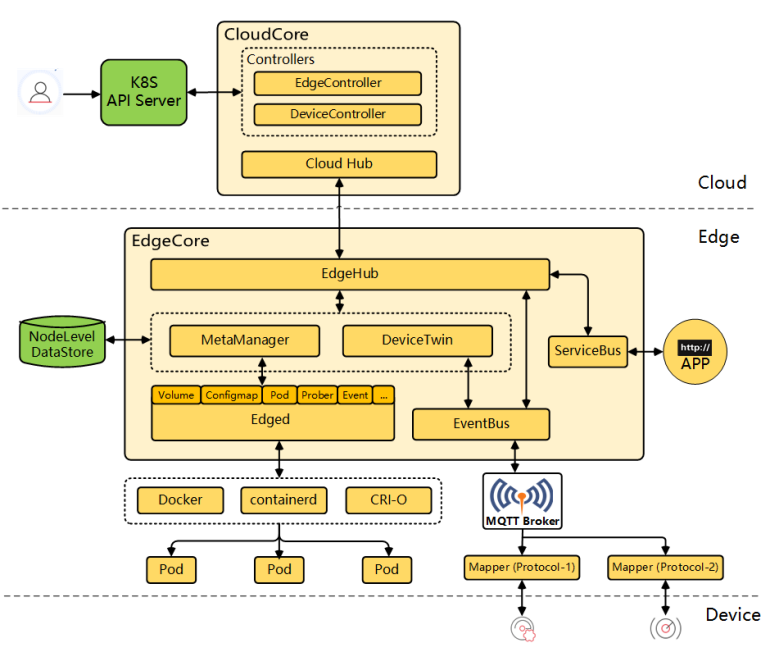 CloudCore
Controllers
EdgeController
DeviceController
K8S
API Server
Cloud Hub
Cloud
Edge
EdgeCore
EdgeHub
MetaManager
DeviceTwin
NodeLevel
DataStore
ServiceBus
http://
APP
Volume
Configmap
Pod
Prober
Event
...
Edged
EventBus
Docker
containerd
CRI-O
MQTT Broker
Pod
Pod
Pod
Mapper (Protocol-1)
Mapper (Protocol-2)
Device